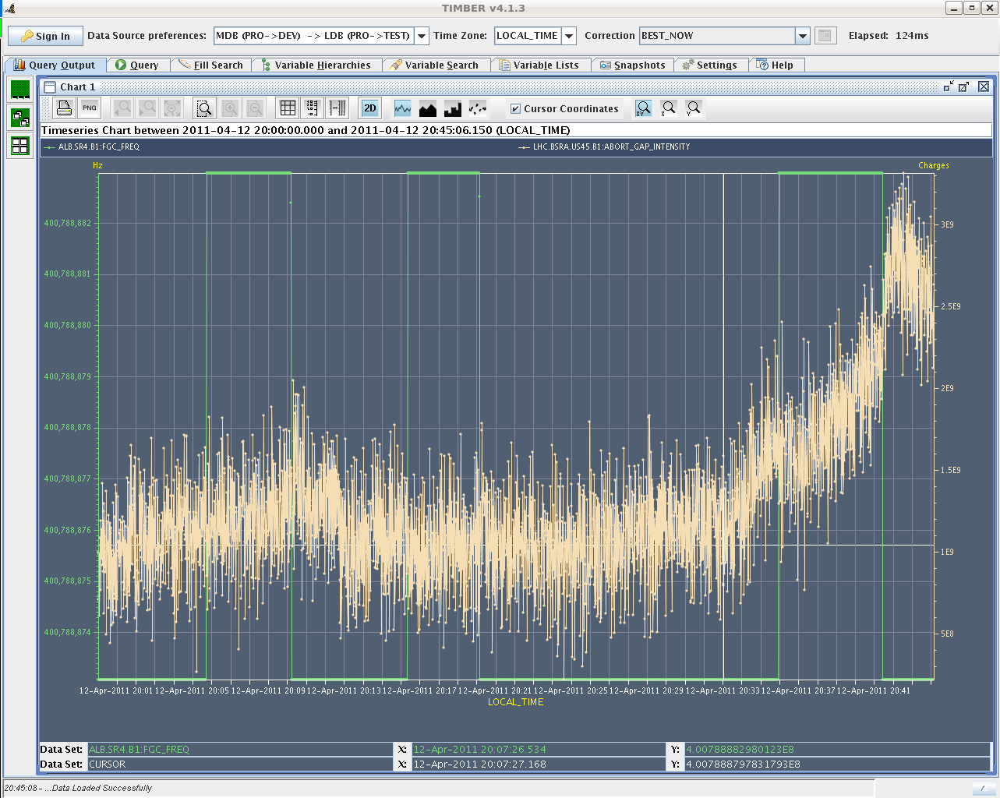 TIMBER v4.1.3
Sign In Data Source preferences: MDB (PRO->DEV) -> LDB (PRO->TEST) Time Zone: LOCAL_TIME Correction BEST_NOW Elapsed: 124ms
Query Output Query Fill Search Variable Hierarchies Variable Search Variable Lists Snapshots Settings Help
Chart 1
PNG 2D Cursor Coordinates XY X Y
Timeseries Chart between 2011-04-12 20:00:00.000 and 2011-04-12 20:45:06.150 (LOCAL_TIME)
ALB.SR4.B1:FGC_FREQ LHC.BSRA.US45.B1:ABORT_GAP_INTENSITY
Hz Charges
400,788,882 3E9
400,788,881
400,788,880 2.5E9
400,788,879 2E9
400,788,878
400,788,877 1.5E9
400,788,876
400,788,875 1E9
400,788,874 5E8
12-Apr-2011 20:01 12-Apr-2011 20:05 12-Apr-2011 20:09 12-Apr-2011 20:13 12-Apr-2011 20:17 12-Apr-2011 20:21 12-Apr-2011 20:25 12-Apr-2011 20:29 12-Apr-2011 20:33 12-Apr-2011 20:37 12-Apr-2011 20:41
LOCAL_TIME
Data Set: ALB.SR4.B1:FGC_FREQ X: 12-Apr-2011 20:07:26.534 Y: 4.00788882980123E8
Data Set: CURSOR X: 12-Apr-2011 20:07:27.168 Y: 4.007888797831793E8
20:45:08 - ...Data Loaded Successfully